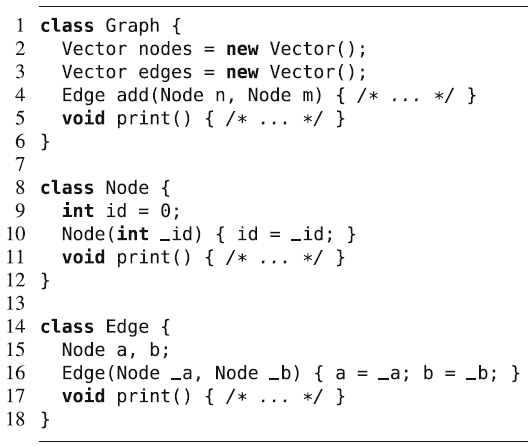 1 class Graph {
2   Vector nodes = new Vector();
3   Vector edges = new Vector();
4   Edge add(Node n, Node m) { /* ... */ }
5   void print() { /* ... */ }
6 }
7
8 class Node {
9   int id = 0;
10   Node(int _id) { id = _id; }
11   void print() { /* ... */ }
12 }
13
14 class Edge {
15   Node a, b;
16   Edge(Node _a, Node _b) { a = _a; b = _b; }
17   void print() { /* ... */ }
18 }